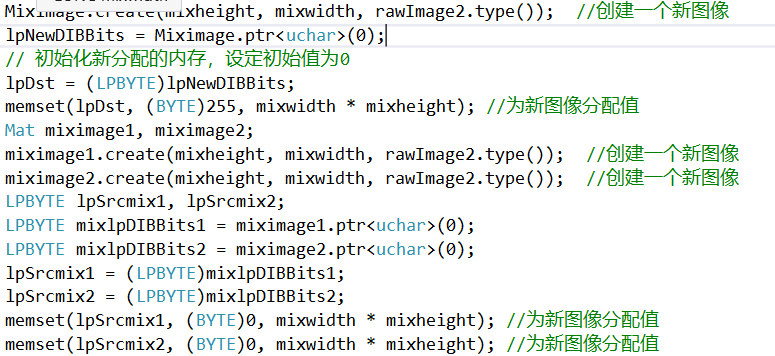 Miximage.create(mixheight, mixwidth, rawImage2.type());  //创建一个新图像
lpNewDIBBits = Miximage.ptr<uchar>(0);
// 初始化新分配的内存，设定初始值为0
lpDst = (LPBYTE)lpNewDIBBits;
memset(lpDst, (BYTE)255, mixwidth * mixheight); //为新图像分配值
Mat miximage1, miximage2;
miximage1.create(mixheight, mixwidth, rawImage2.type());  //创建一个新图像
miximage2.create(mixheight, mixwidth, rawImage2.type());  //创建一个新图像
LPBYTE lpSrcmix1, lpSrcmix2;
LPBYTE mixlpDIBBits1 = miximage1.ptr<uchar>(0);
LPBYTE mixlpDIBBits2 = miximage2.ptr<uchar>(0);
lpSrcmix1 = (LPBYTE)mixlpDIBBits1;
lpSrcmix2 = (LPBYTE)mixlpDIBBits2;
memset(lpSrcmix1, (BYTE)0, mixwidth * mixheight); //为新图像分配值
memset(lpSrcmix2, (BYTE)0, mixwidth * mixheight); //为新图像分配值